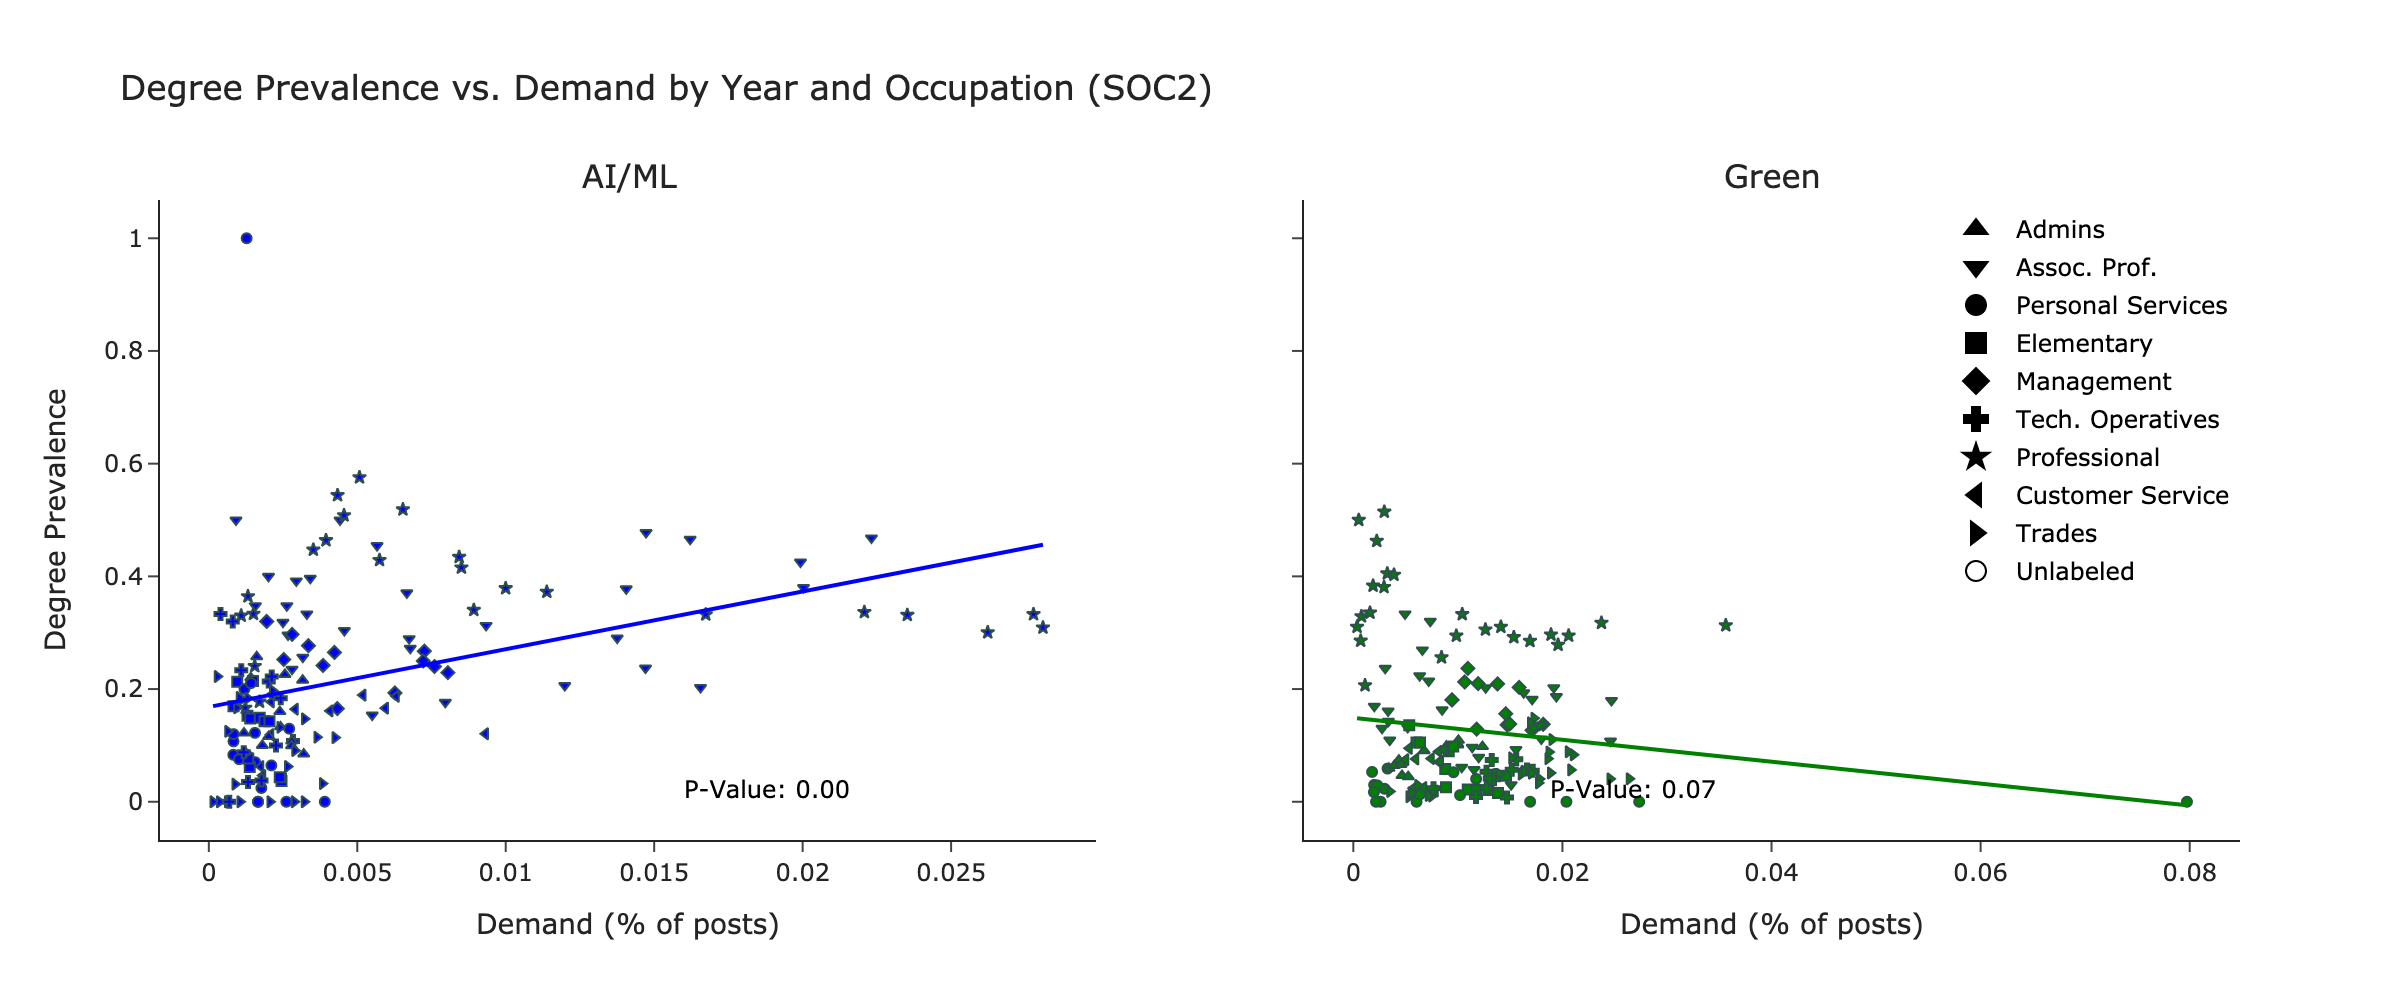 Degree Prevalence vs. Demand by Year and Occupation (SOC2)
AI/ML
Degree Prevalence
1
0.8
0.6
0.4
0.2
0
P-Value: 0.00
0 0.005 0.01 0.015 0.02 0.025
Demand (% of posts)
Green
Admins
Assoc. Prof.
Personal Services
Elementary
Management
Tech. Operatives
Professional
Customer Service
Trades
Unlabeled
P-Value: 0.07
0 0.02 0.04 0.06 0.08
Demand (% of posts)